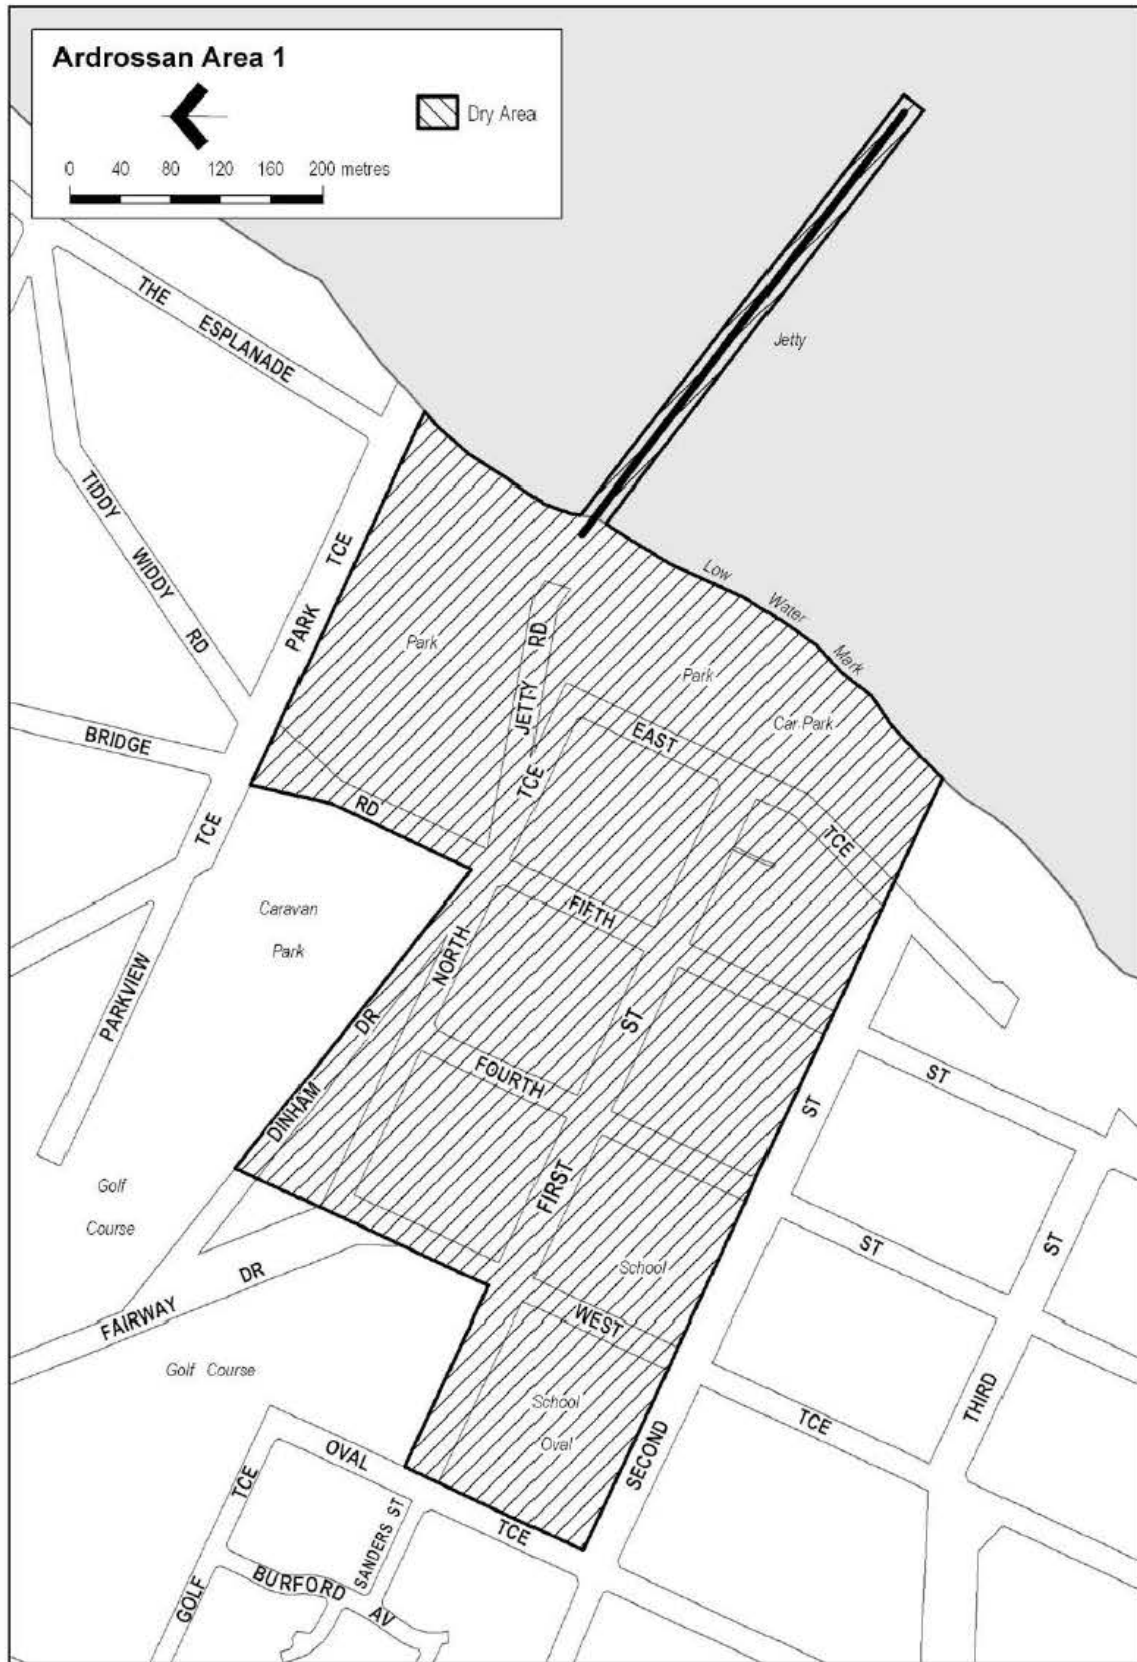 Ardrossan Area 1
Dry Area
0 40 80 120 160 200 metres
THE
ESPLANADE
Jetty
TIDDY
WIDDY
RD
PARK
TCE
Low
Water
Mark
Park
JETTY RD
Park
Car Park
BRIDGE
EAST
TCE
TCE
RD
TCE
Caravan
Park
FIFTH
NORTH
PARKVIEW
DR
ST
FOURTH
ST
ST
DINHAM
Golf
Course
FIRST
ST
ST
School
DR
FAIRWAY
WEST
Golf Course
School
Oval
THIRD
TCE
OVAL
SECOND
TCE
SANDERS ST
TCE
BURFORD
AV
GOLF